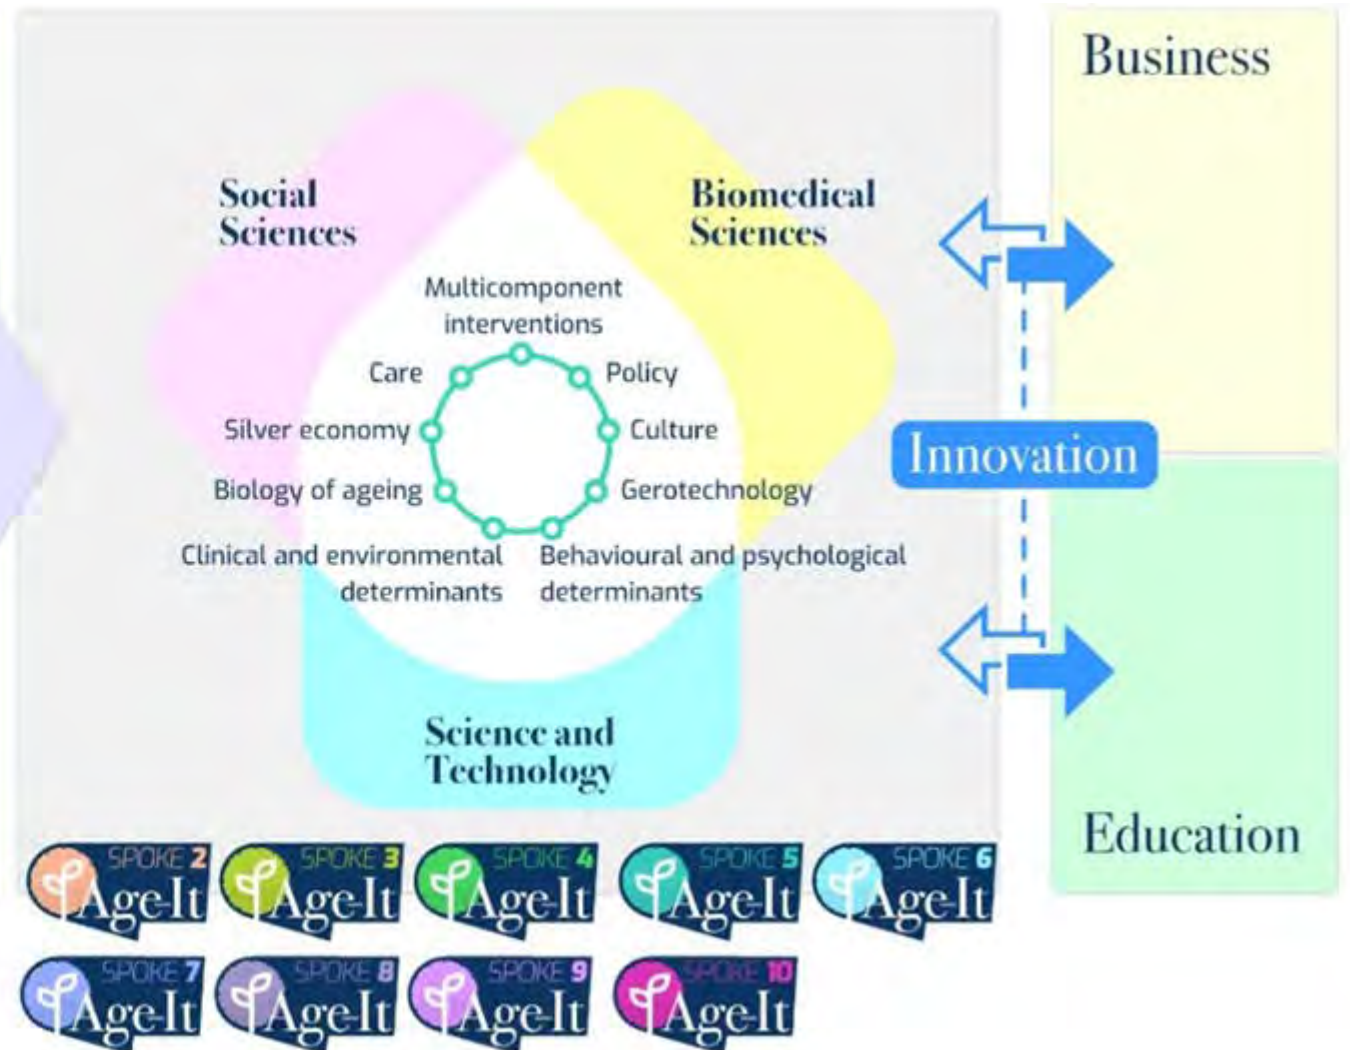 Business
Social
Sciences
Biomedical
Sciences
Multicomponent
interventions
Care
Policy
Silver economy
Culture
Innovation
Biology of ageing
Gerotechnology
Clinical and environmental
determinants
Behavioural and psychological
determinants
Science and
Technology
Education
SPOKE 2
Age-It
SPOKE 3
Age-It
SPOKE 4
Age-It
SPOKE 5
Age-It
SPOKE 6
Age-It
SPOKE 7
Age-It
SPOKE 8
Age-It
SPOKE 9
Age-It
SPOKE 10
Age-It